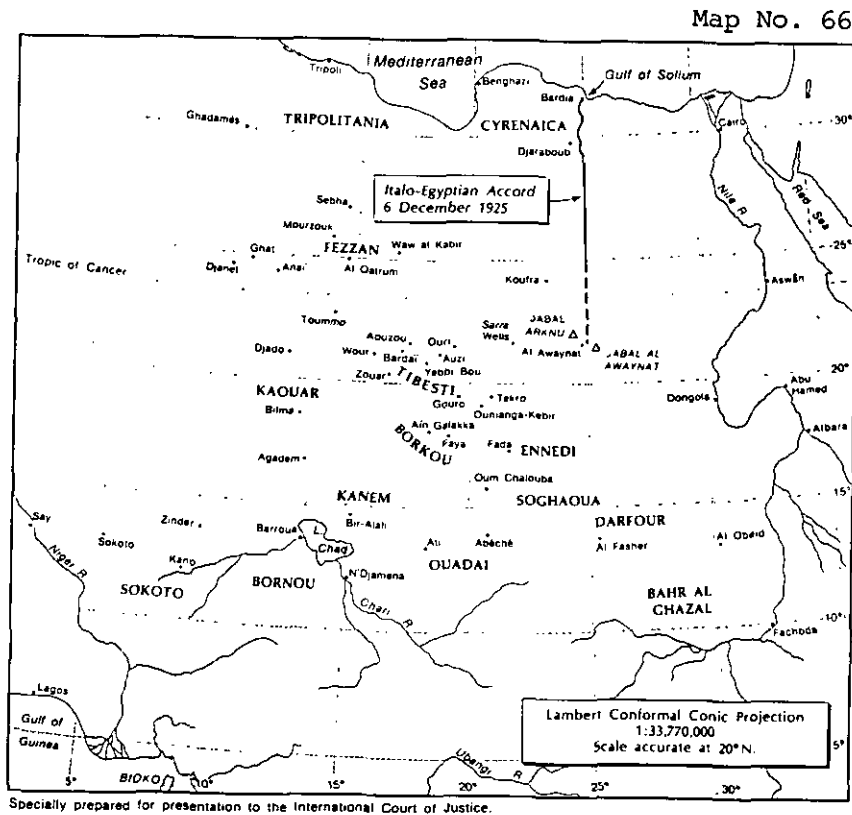 Map No. 66
Mediterranean
Sea
Gulf of Sollum
Tripoli
Benghazi
Bardia
Ghadamés
TRIPOLITANIA
CYRENAICA
Cairo
30°
Djaraboub
Italo-Egyptian Accord
6 December 1925
Nile R
Red Sea
Sebha
Mourzouk
FEZZAN
Waw al Kabir
25°
Tropic of Cancer
Ghat
Djanet
Anai
Al Qatrum
Koufra
Aswân
Toummo
Sarra
Wells
JABAL
ARKNU
Aouzou
Ouri
Djado
Wour
Bardai
Auzi
Al Awaynat
JABAL AL
AWAYNAT
Yebbi Bou
Zouar
TIBESTI
20°
KAOUAR
Gouro
Tekro
Dongola
Abu
Hamed
Bilma
Ounianga-Kebir
Ain Galakka
Albara
BORKOU
Faya
Fada
ENNEDI
Agadem
Oum Chalouba
KANEM
SOGHAOUA
15°
Say
Zinder
Barroua
L.
Chad
Bir-Alali
DARFOUR
Sokoto
Ati
Abéché
Al Fasher
Al Obeid
Niger R
Kano
OUADAI
SOKOTO
BORNOU
N'Djamena
BAHR AL
GHAZAL
Chari R
10°
Fachoda
Lagos
Lambert Conformal Conic Projection
1:33,770,000
Scale accurate at 20° N.
Gulf of
Guinea
5°
Ubangi R
BIOKO
5°
10°
15°
20°
25°
30°
Specially prepared for presentation to the International Court of Justice.